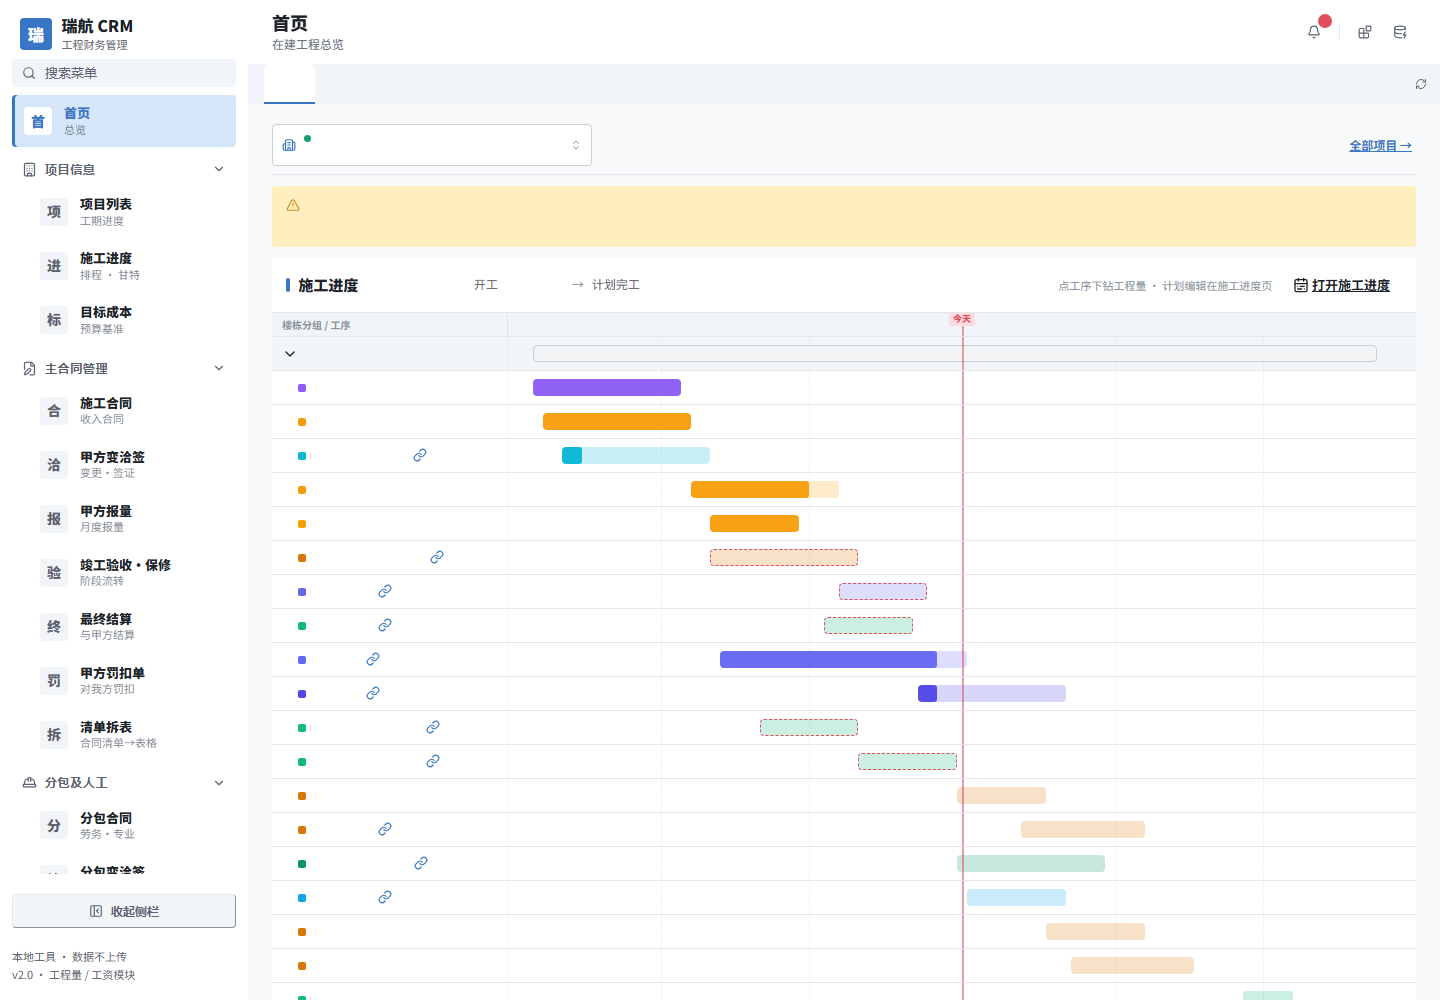 瑞
瑞航 CRM
工程财务管理
搜索菜单
首
首页
总览
项目信息
项
项目列表
工期进度
进
施工进度
排程 · 甘特
标
目标成本
预算基准
主合同管理
合
施工合同
收入合同
洽
甲方变洽签
变更·签证
报
甲方报量
月度报量
验
竣工验收·保修
阶段流转
终
最终结算
与甲方结算
罚
甲方罚扣单
对我方罚扣
拆
清单拆表
合同清单→表格
分包及人工
分
分包合同
劳务·专业
分包变洽签
收起侧栏
本地工具 · 数据不上传
v2.0 · 工程量 / 工资模块
首页
在建工程总览
全部项目 →
施工进度
开工
→ 计划完工
点工序下钻工程量 · 计划编辑在施工进度页
打开施工进度
楼栋分组 / 工序
今天